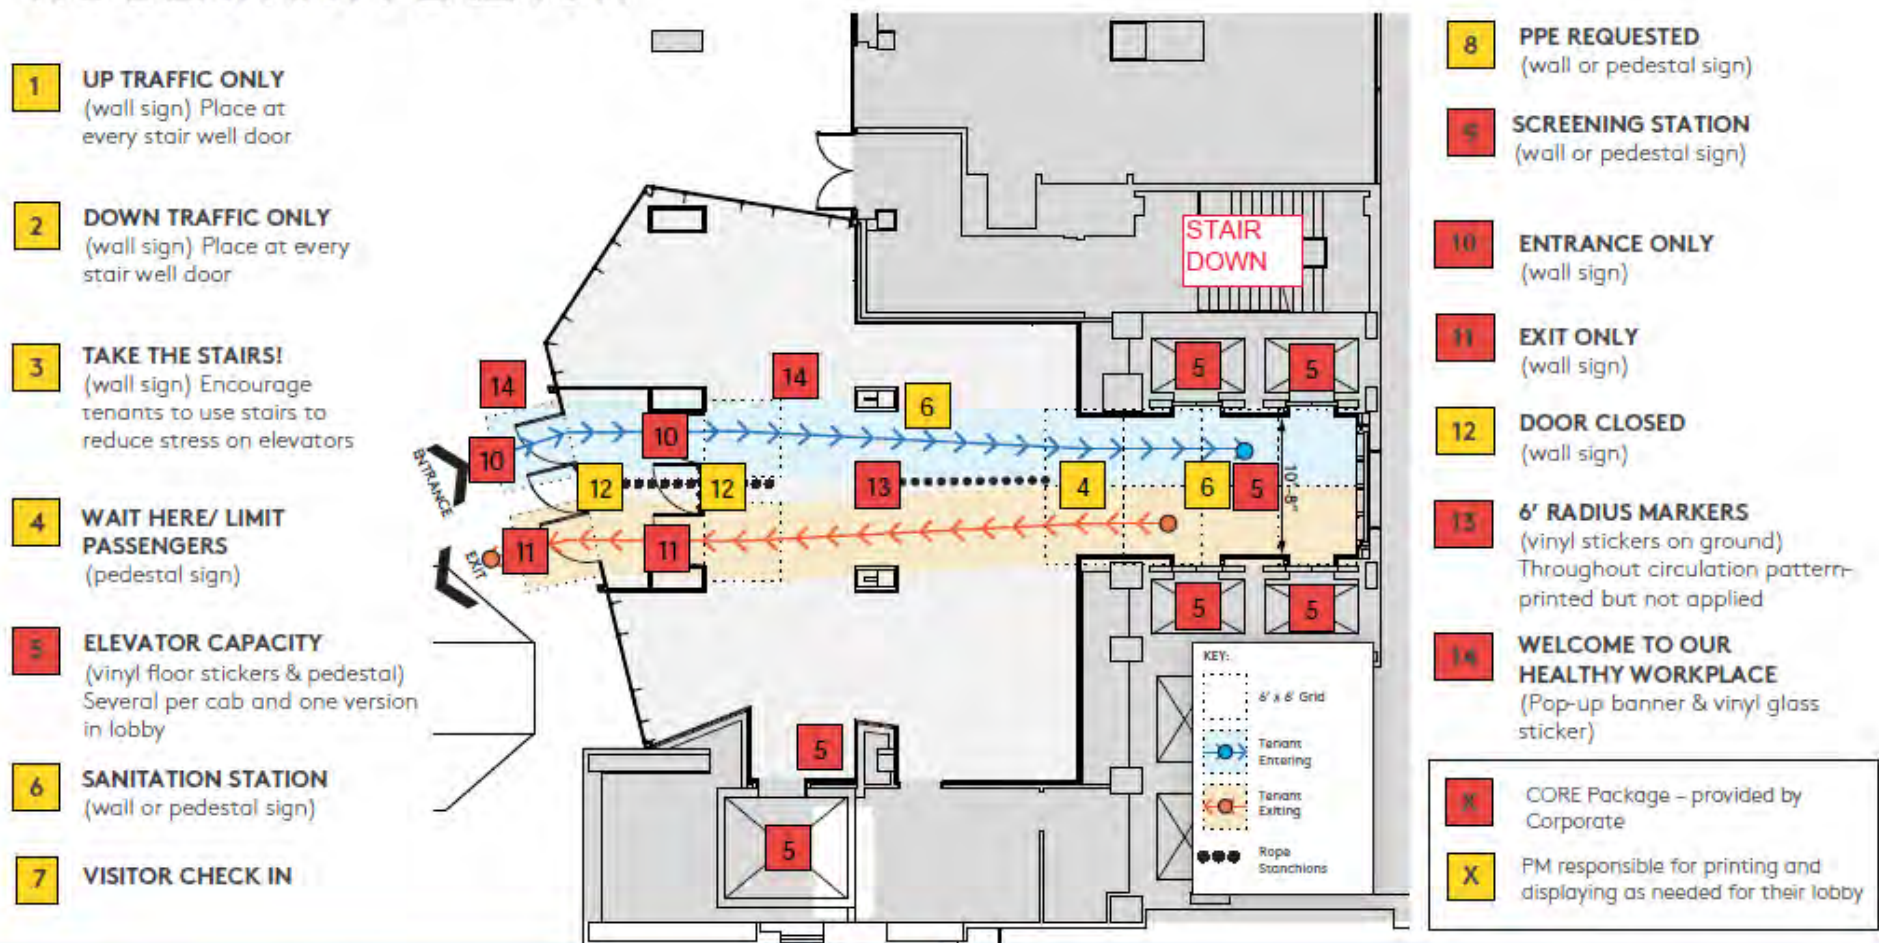 1
UP TRAFFIC ONLY
(wall sign) Place at
every stair well door
2
DOWN TRAFFIC ONLY
(wall sign) Place at every
stair well door
3
TAKE THE STAIRS!
(wall sign) Encourage
tenants to use stairs to
reduce stress on elevators
4
WAIT HERE/ LIMIT
PASSENGERS
(pedestal sign)
5
ELEVATOR CAPACITY
(vinyl floor stickers & pedestal)
Several per cab and one version
in lobby
6
SANITATION STATION
(wall or pedestal sign)
7
VISITOR CHECK IN
STAIR
DOWN
5
5
14
14
6
10
10
ENTRANCE
12
12
13
4
6
5
10'-8"
11
11
EXIT
5
5
5
5
KEY:
6' x 6' Grid
Tenant
Entering
Tenant
Exiting
Rope
Stanchions
8
PPE REQUESTED
(wall or pedestal sign)
9
SCREENING STATION
(wall or pedestal sign)
10
ENTRANCE ONLY
(wall sign)
11
EXIT ONLY
(wall sign)
12
DOOR CLOSED
(wall sign)
13
6' RADIUS MARKERS
(vinyl stickers on ground)
Throughout circulation pattern-
printed but not applied
14
WELCOME TO OUR
HEALTHY WORKPLACE
(Pop-up banner & vinyl glass
sticker)
X
CORE Package - provided by
Corporate
X
PM responsible for printing and
displaying as needed for their lobby